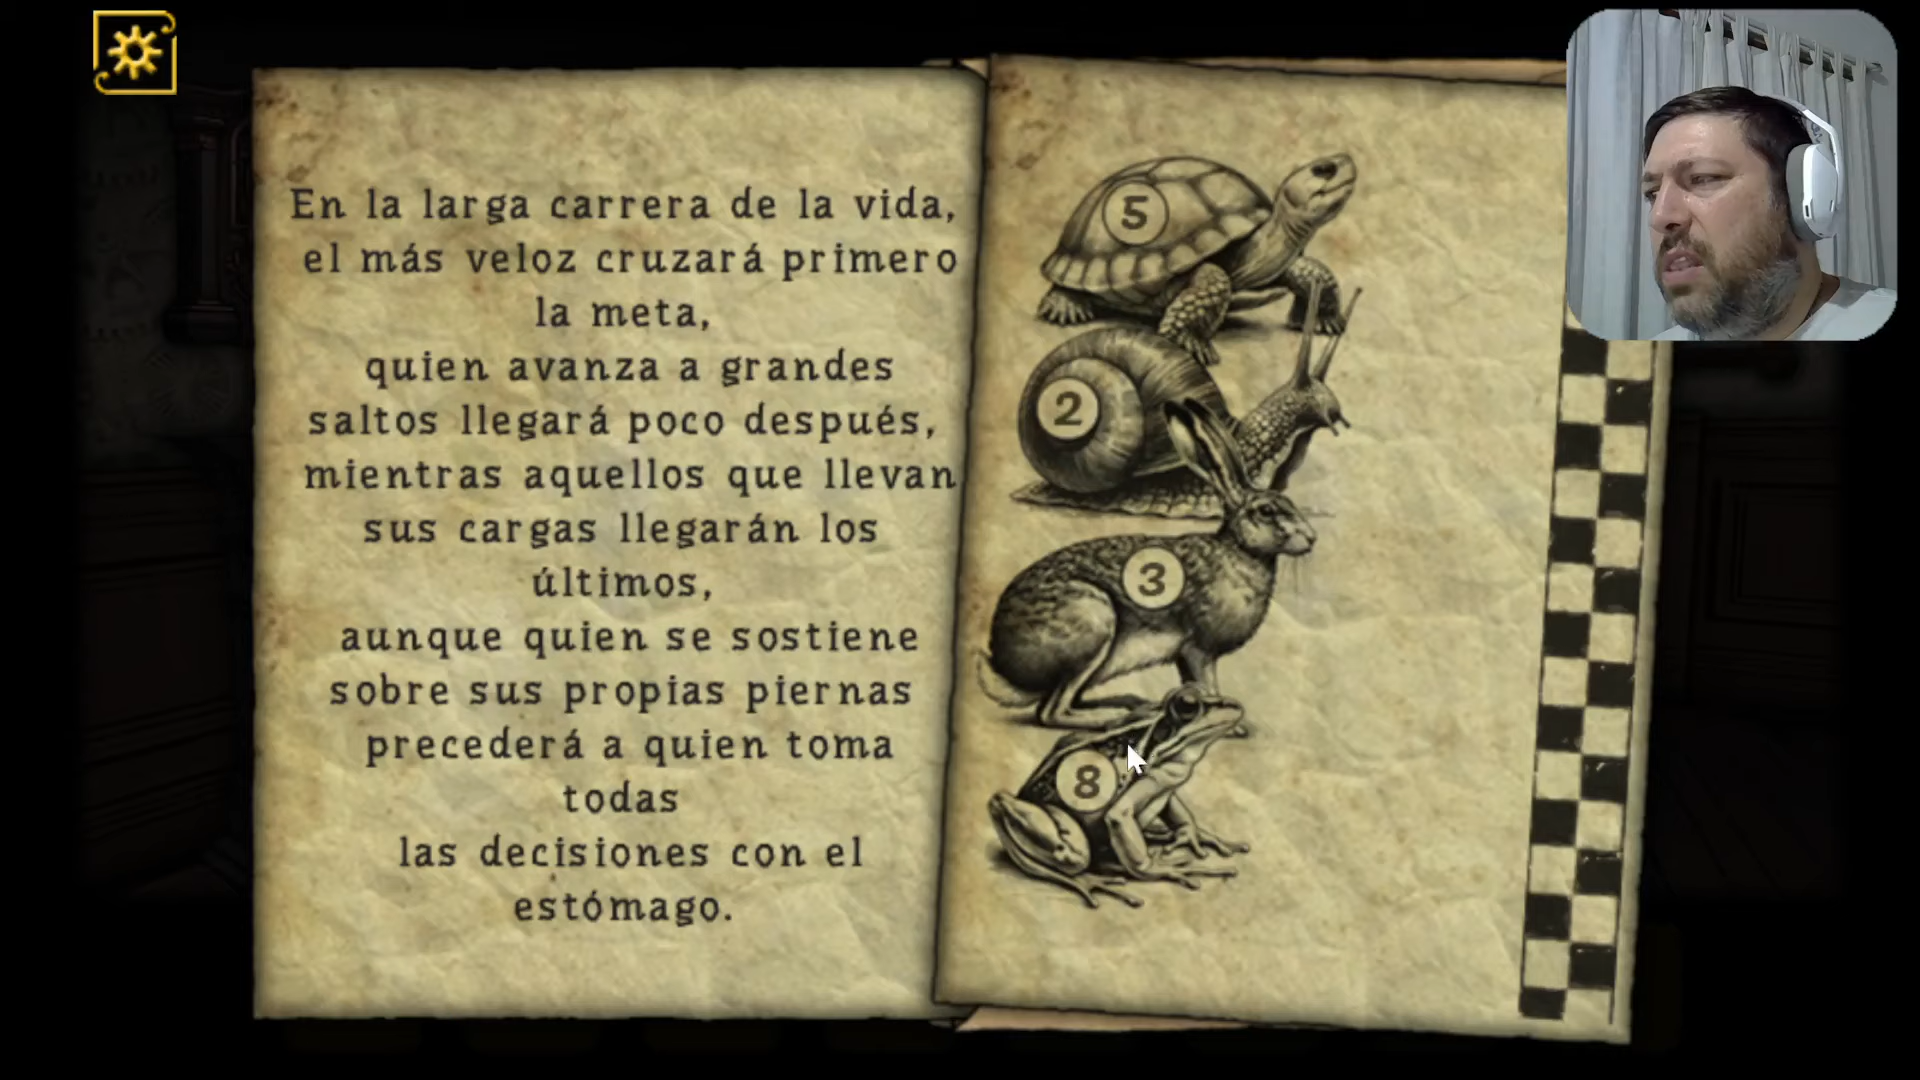 En la larga carrera de la vida,
el más veloz cruzará primero
la meta,
quien avanza a grandes
saltos llegará poco después,
mientras aquellos que llevan
sus cargas llegarán los
últimos,
aunque quien se sostiene
sobre sus propias piernas
precederá a quien toma
todas
las decisiones con el
estómago.
5
2
3
8